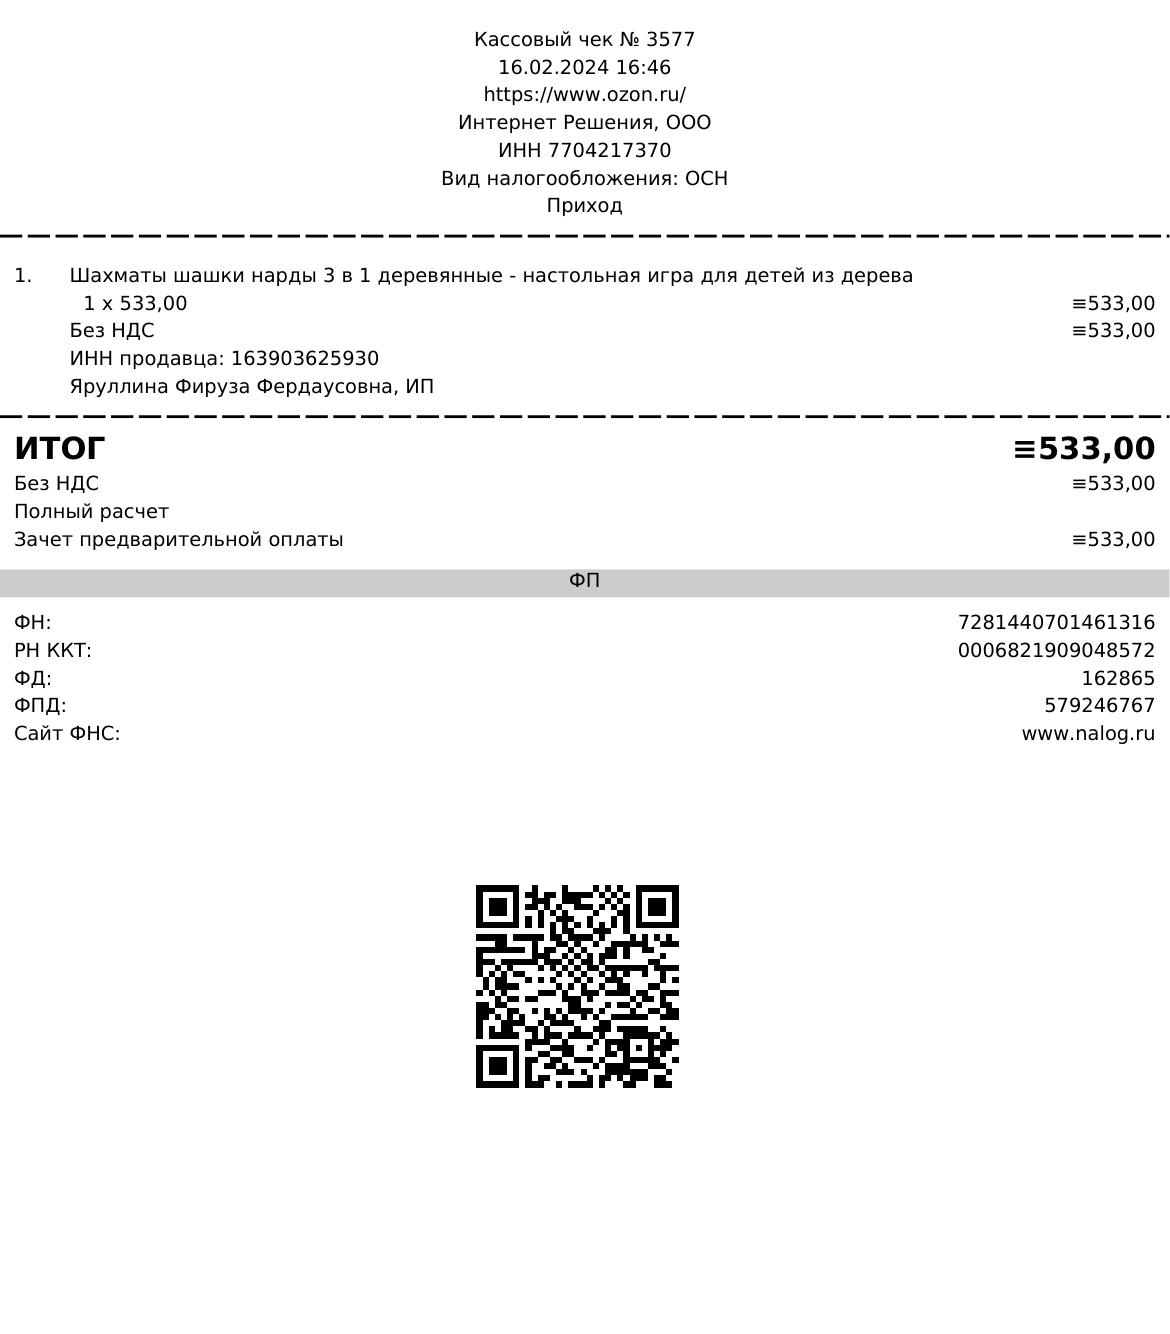 Кассовый чек № 3577
16.02.2024 16:46
https://www.ozon.ru/
Интернет Решения, ООО
ИНН 7704217370
Вид налогообложения: ОСН
Приход
1. Шахматы шашки нарды 3 в 1 деревянные - настольная игра для детей из дерева
1 x 533,00 ≡533,00
Без НДС ≡533,00
ИНН продавца: 163903625930
Яруллина Фируза Фердаусовна, ИП
ИТОГ ≡533,00
Без НДС ≡533,00
Полный расчет
Зачет предварительной оплаты ≡533,00
ФП
ФН: 7281440701461316
РН ККТ: 0006821909048572
ФД: 162865
ФПД: 579246767
Сайт ФНС: www.nalog.ru